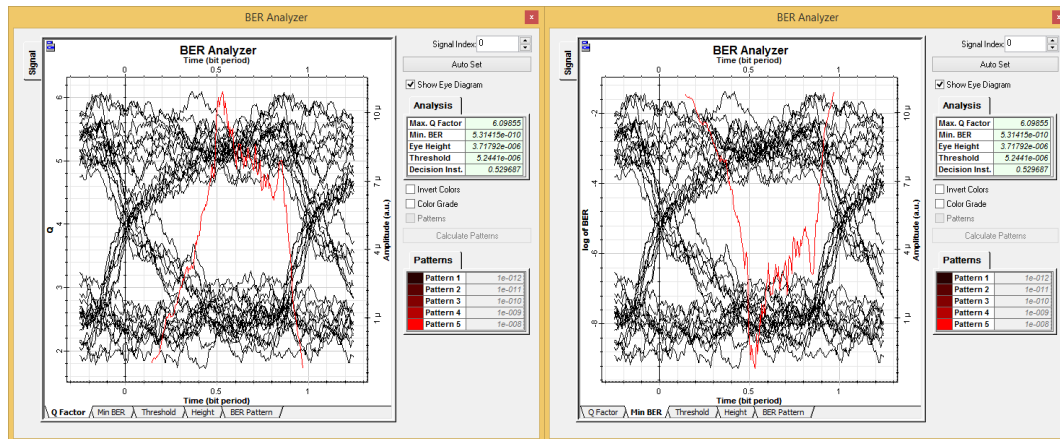 BER Analyzer
x
Signal
BER Analyzer
Time (bit period)
0 0.5 1
6
5
4
3
2
Q
10 µ
7 µ
4 µ
1 µ
Amplitude (a.u.)
0 0.5 1
Time (bit period)
Q Factor Min BER Threshold Height BER Pattern
Signal Index: 0
Auto Set
Show Eye Diagram
Analysis
Max. Q Factor 6.09855
Min. BER 5.31415e-010
Eye Height 3.71792e-006
Threshold 5.2441e-006
Decision Inst. 0.529687
Invert Colors
Color Grade
Patterns
Calculate Patterns
Patterns
Pattern 1 1e-012
Pattern 2 1e-011
Pattern 3 1e-010
Pattern 4 1e-009
Pattern 5 1e-008
BER Analyzer
x
Signal
BER Analyzer
Time (bit period)
0 0.5 1
-2
-4
-6
-8
log of BER
10 µ
7 µ
4 µ
1 µ
Amplitude (a.u.)
0 0.5 1
Time (bit period)
Q Factor Min BER Threshold Height BER Pattern
Signal Index: 0
Auto Set
Show Eye Diagram
Analysis
Max. Q Factor 6.09855
Min. BER 5.31415e-010
Eye Height 3.71792e-006
Threshold 5.2441e-006
Decision Inst. 0.529687
Invert Colors
Color Grade
Patterns
Calculate Patterns
Patterns
Pattern 1 1e-012
Pattern 2 1e-011
Pattern 3 1e-010
Pattern 4 1e-009
Pattern 5 1e-008